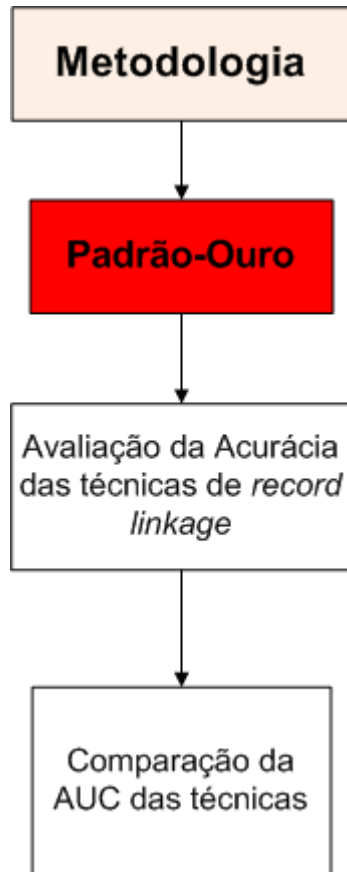 Metodologia
Padrão-Ouro
Avaliação da Acurácia
das técnicas de record
linkage
Comparação da
AUC das técnicas